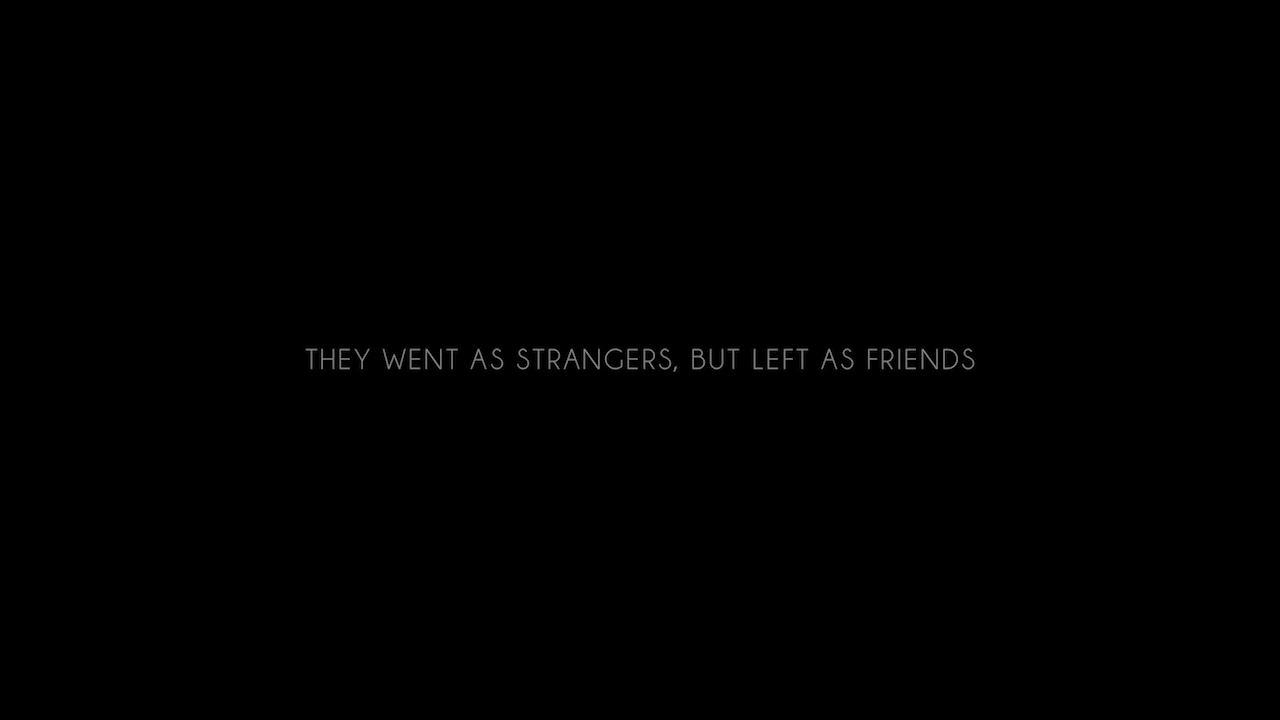 THEY WENT AS STRANGERS, BUT LEFT AS FRIENDS